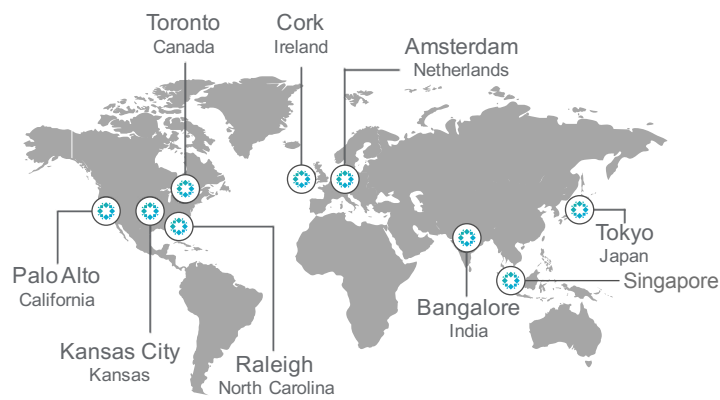 Toronto
Canada
Cork
Ireland
Amsterdam
Netherlands
Palo Alto
California
Kansas City
Kansas
Raleigh
North Carolina
Bangalore
India
Tokyo
Japan
Singapore